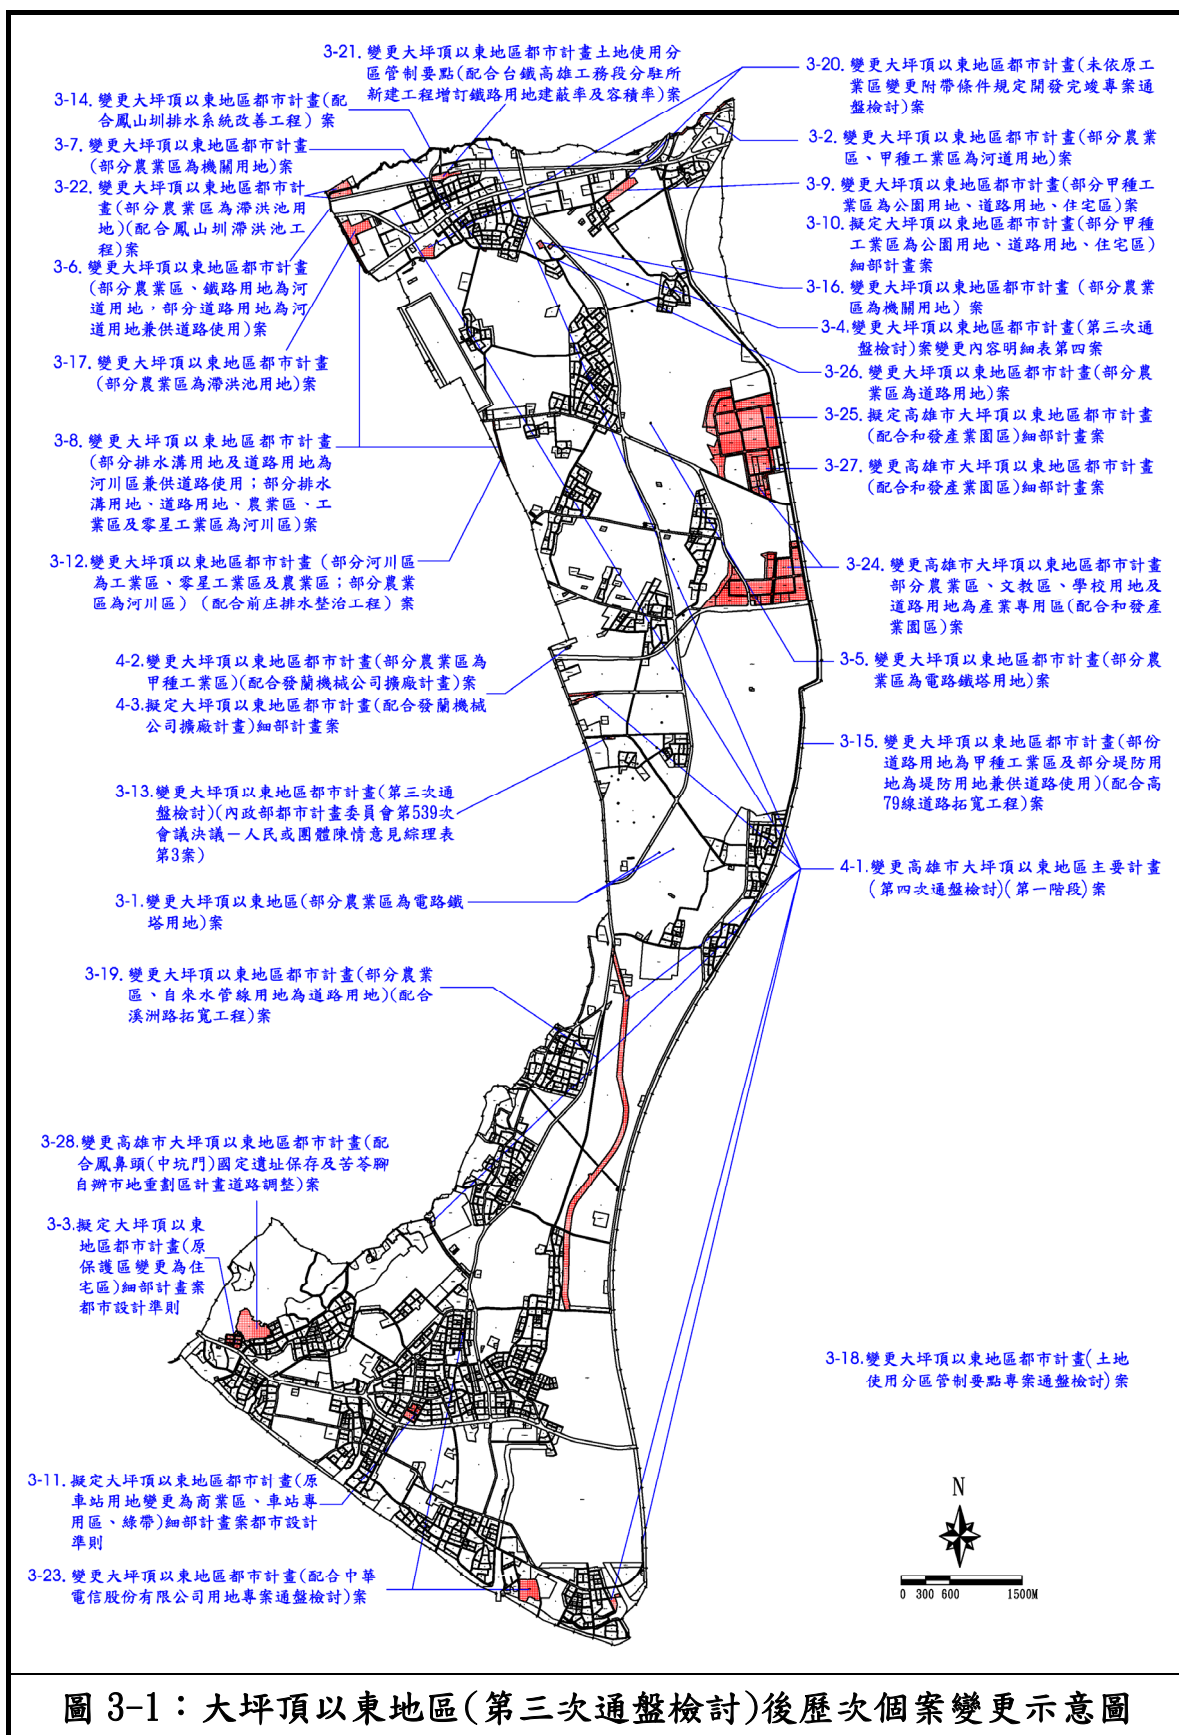 3-21. 變更大坪頂以東地區都市計畫土地使用分
區管制要點(配合台鐵高雄工務段分駐所
新建工程增訂鐵路用地建蔽率及容積率)案
3-14. 變更大坪頂以東地區都市計畫(配
合鳳山圳排水系統改善工程) 案
3-7. 變更大坪頂以東地區都市計畫
(部分農業區為機關用地)案
3-22. 變更大坪頂以東地區都市計
畫(部分農業區為滯洪池用
地)(配合鳳山圳滯洪池工
程)案
3-6. 變更大坪頂以東地區都市計畫
(部分農業區、鐵路用地為河
道用地，部分道路用地為河
道用地兼供道路使用)案
3-17. 變更大坪頂以東地區都市計畫
(部分農業區為滯洪池用地)案
3-8. 變更大坪頂以東地區都市計畫
(部分排水溝用地及道路用地為
河川區兼供道路使用；部分排水
溝用地、道路用地、農業區、工
業區及零星工業區為河川區)案
3-12. 變更大坪頂以東地區都市計畫 (部分河川區
為工業區、零星工業區及農業區；部分農業
區為河川區) (配合前庄排水整治工程) 案
4-2. 變更大坪頂以東地區都市計畫(部分農業區為
甲種工業區)(配合發蘭機械公司擴廠計畫)案
4-3. 擬定大坪頂以東地區都市計畫(配合發蘭機械
公司擴廠計畫)細部計畫案
3-13. 變更大坪頂以東地區都市計畫(第三次通
盤檢討)(內政部都市計畫委員會第539次
會議決議－人民或團體陳情意見綜理表
第3案)
3-1. 變更大坪頂以東地區(部分農業區為電路鐵
塔用地)案
3-19. 變更大坪頂以東地區都市計畫(部分農業
區、自來水管線用地為道路用地)(配合
溪洲路拓寬工程)案
3-28. 變更高雄市大坪頂以東地區都市計畫(配
合鳳鼻頭(中坑門)國定遺址保存及苦苓腳
自辦市地重劃區計畫道路調整)案
3-3. 擬定大坪頂以東
地區都市計畫(原
保護區變更為住
宅區)細部計畫案
都市設計準則
3-11. 擬定大坪頂以東地區都市計畫(原
車站用地變更為商業區、車站專
用區、綠帶)細部計畫案都市設計
準則
3-23. 變更大坪頂以東地區都市計畫(配合中華
電信股份有限公司用地專案通盤檢討)案
3-20. 變更大坪頂以東地區都市計畫(未依原工
業區變更附帶條件規定開發完竣專案通
盤檢討)案
3-2. 變更大坪頂以東地區都市計畫(部分農業
區、甲種工業區為河道用地)案
3-9. 變更大坪頂以東地區都市計畫(部分甲種工
業區為公園用地、道路用地、住宅區)案
3-10. 擬定大坪頂以東地區都市計畫(部分甲種
工業區為公園用地、道路用地、住宅區)
細部計畫案
3-16. 變更大坪頂以東地區都市計畫 (部分農業
區為機關用地) 案
3-4. 變更大坪頂以東地區都市計畫(第三次通
盤檢討)案變更內容明細表第四案
3-26. 變更大坪頂以東地區都市計畫(部分農
業區為道路用地)案
3-25. 擬定高雄市大坪頂以東地區都市計畫
(配合和發產業園區)細部計畫案
3-27. 變更高雄市大坪頂以東地區都市計畫
(配合和發產業園區)細部計畫案
3-24. 變更高雄市大坪頂以東地區都市計畫
部分農業區、文教區、學校用地及
道路用地為產業專用區(配合和發產
業園區)案
3-5. 變更大坪頂以東地區都市計畫(部分農
業區為電路鐵塔用地)案
3-15. 變更大坪頂以東地區都市計畫(部份
道路用地為甲種工業區及部分堤防用
地為堤防用地兼供道路使用)(配合高
79線道路拓寬工程)案
4-1. 變更高雄市大坪頂以東地區主要計畫
(第四次通盤檢討)(第一階段)案
3-18. 變更大坪頂以東地區都市計畫(土地
使用分區管制要點專案通盤檢討)案
N
0 300 600 1500M
圖 3-1：大坪頂以東地區(第三次通盤檢討)後歷次個案變更示意圖